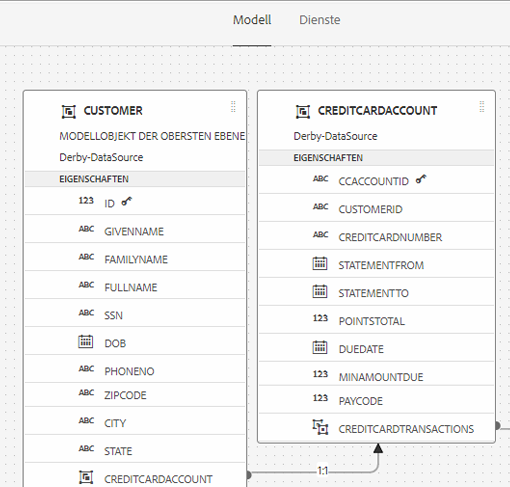 Modell
Dienste
CUSTOMER
MODELLOBJEKT DER OBERSTEN EBENE
Derby-DataSource
EIGENSCHAFTEN
123 ID
ABC GIVENNAME
ABC FAMILYNAME
ABC FULLNAME
ABC SSN
DOB
ABC PHONENO
ABC ZIPCODE
ABC CITY
ABC STATE
CREDITCARDACCOUNT
CREDITCARDACCOUNT
Derby-DataSource
EIGENSCHAFTEN
ABC CCACCOUNTID
ABC CUSTOMERID
ABC CREDITCARDNUMBER
STATEMENTFROM
STATEMENTTO
123 POINTSTOTAL
DUEDATE
123 MINAMOUNTDUE
123 PAYCODE
CREDITCARDTRANSACTIONS
1:1